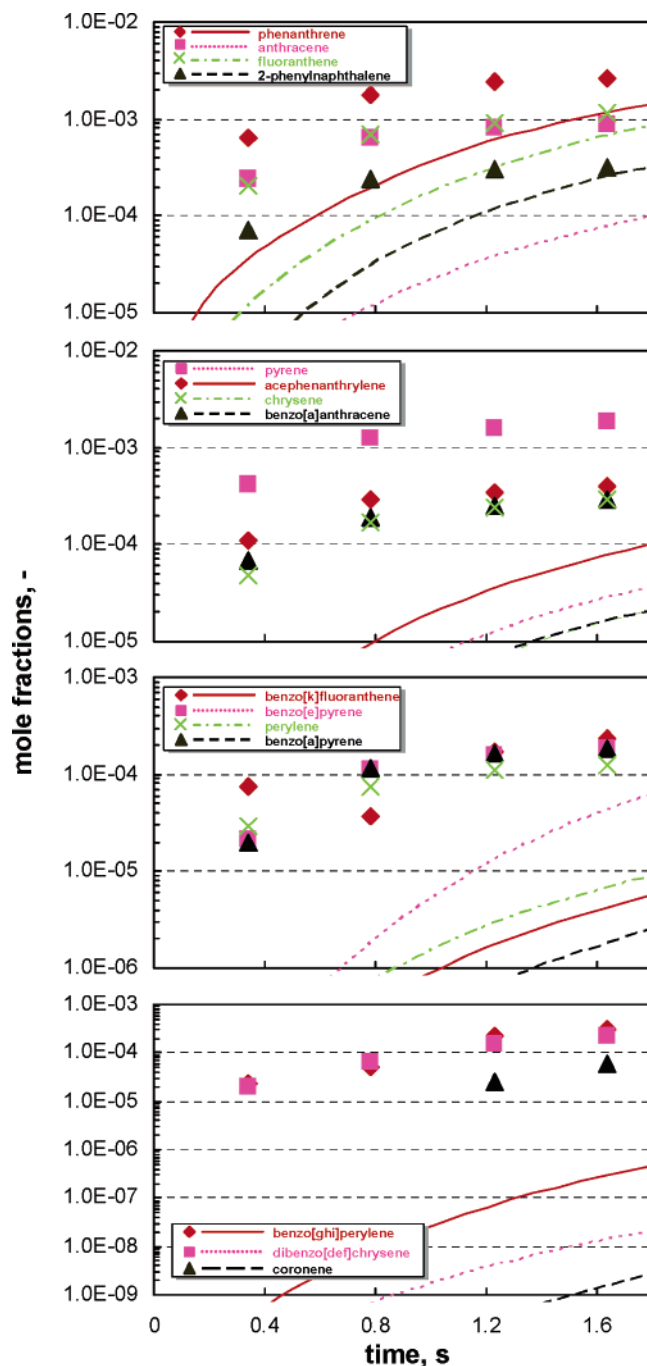 1.0E-02
phenanthrene
anthracene
fluoranthene
2-phenylnaphthalene
1.0E-03
1.0E-04
1.0E-05
1.0E-02
pyrene
acephenanthrylene
chrysene
benzo[a]anthracene
1.0E-03
1.0E-04
1.0E-05
mole fractions, -
1.0E-03
benzo[k]fluoranthene
benzo[e]pyrene
perylene
benzo[a]pyrene
1.0E-04
1.0E-05
1.0E-06
1.0E-03
1.0E-04
1.0E-05
1.0E-06
1.0E-07
benzo[ghi]perylene
1.0E-08
dibenzo[def]chrysene
coronene
1.0E-09
0 0.4 0.8 1.2 1.6
time, s